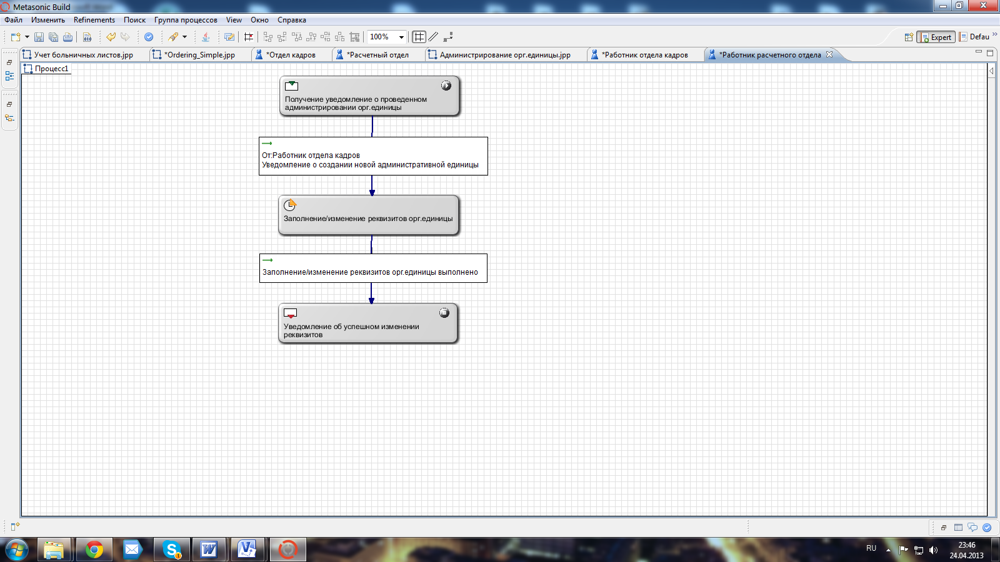 Metasonic Build
Файл Изменить Refinements Поиск Группа процессов View Окно Справка
100%
Expert Defau
Учет больничных листов.jpp *Ordering_Simple.jpp *Отдел кадров *Расчетный отдел Администрирование орг.единицы.jpp *Работник отдела кадров *Работник расчетного отдела
Процесс1
Получение уведомление о проведенном
администрировании орг.единицы
От:Работник отдела кадров
Уведомление о создании новой административной единицы
Заполнение/изменение реквизитов орг.единицы
Заполнение/изменение реквизитов орг.единицы выполнено
Уведомление об успешном изменении
реквизитов
RU
23:46
24.04.2013